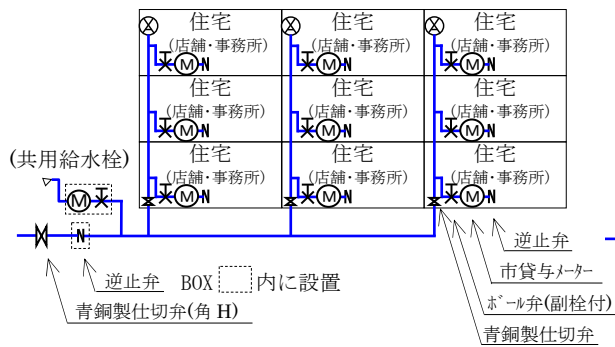 住宅 住宅 住宅
(店舗・事務所) (店舗・事務所) (店舗・事務所)
M N M N M N
住宅 住宅 住宅
(店舗・事務所) (店舗・事務所) (店舗・事務所)
M N M N M N
住宅 住宅 住宅
(店舗・事務所) (店舗・事務所) (店舗・事務所)
M N M N M N
(共用給水栓)
M
N
逆止弁 BOX 内に設置
青銅製仕切弁(角H)
逆止弁
市貸与メーター
ボール弁(副栓付)
青銅製仕切弁